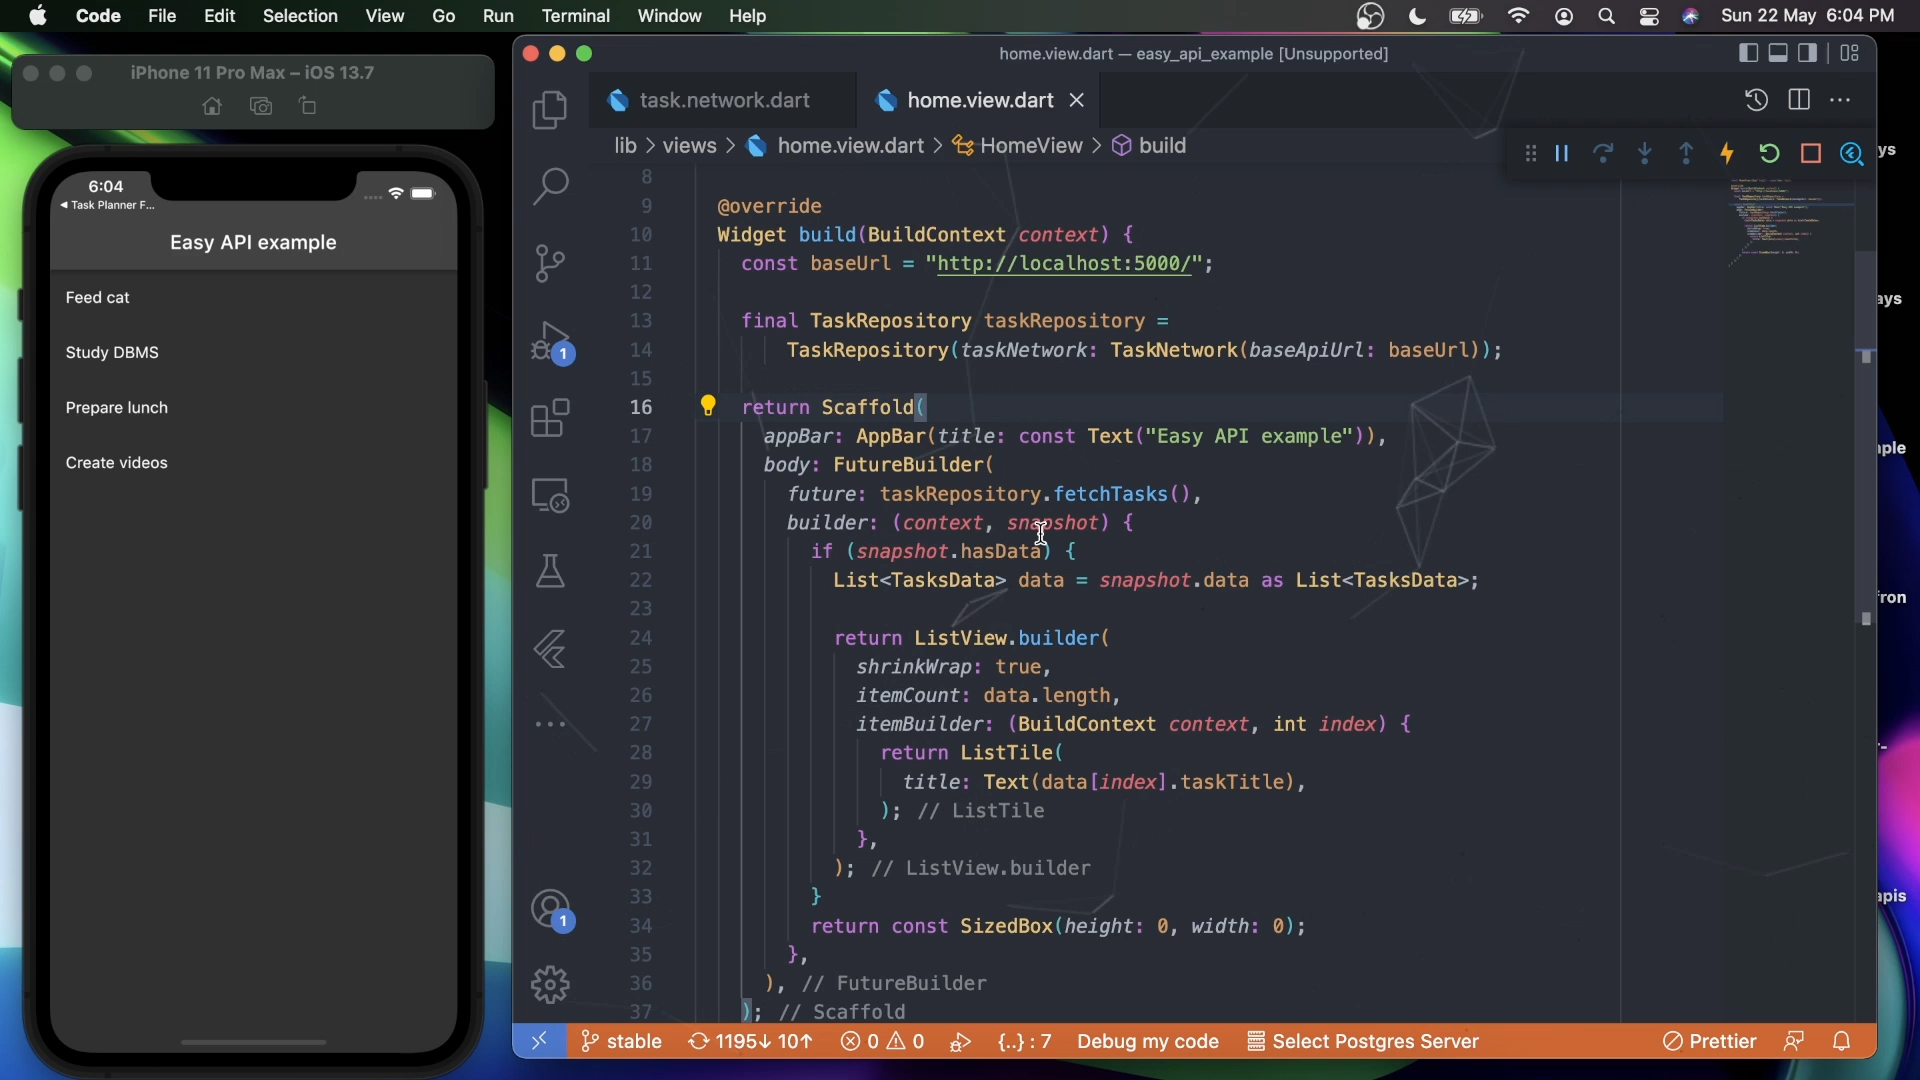 Code File Edit Selection View Go Run Terminal Window Help Sun 22 May 6:04 PM
iPhone 11 Pro Max – iOS 13.7
6:04
◀ Task Planner F...
Easy API example
Feed cat
Study DBMS
Prepare lunch
Create videos
home.view.dart — easy_api_example [Unsupported]
task.network.dart home.view.dart
lib > views > home.view.dart > HomeView > build
8
9 @override
10 Widget build(BuildContext context) {
11 const baseUrl = "http://localhost:5000/";
12
13 final TaskRepository taskRepository =
14 TaskRepository(taskNetwork: TaskNetwork(baseApiUrl: baseUrl));
15
16 return Scaffold(
17 appBar: AppBar(title: const Text("Easy API example")),
18 body: FutureBuilder(
19 future: taskRepository.fetchTasks(),
20 builder: (context, snapshot) {
21 if (snapshot.hasData) {
22 List<TasksData> data = snapshot.data as List<TasksData>;
23
24 return ListView.builder(
25 shrinkWrap: true,
26 itemCount: data.length,
27 itemBuilder: (BuildContext context, int index) {
28 return ListTile(
29 title: Text(data[index].taskTitle),
30 ); // ListTile
31 },
32 ); // ListView.builder
33 }
34 return const SizedBox(height: 0, width: 0);
35 },
36 ), // FutureBuilder
37 ); // Scaffold
1
1
stable 1195↓ 10↑ 0 0 {..} : 7 Debug my code Select Postgres Server Prettier